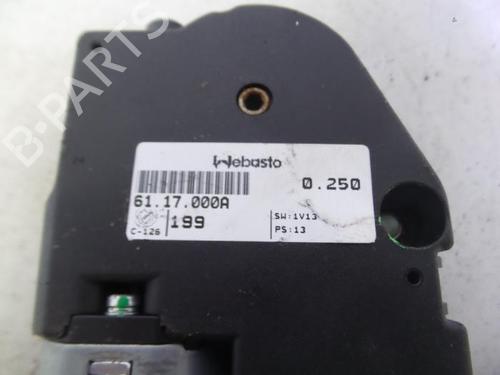 B-PARTS
Webasto
0.250
61.17.000A
199
C-126
SW:1V13
PS:13